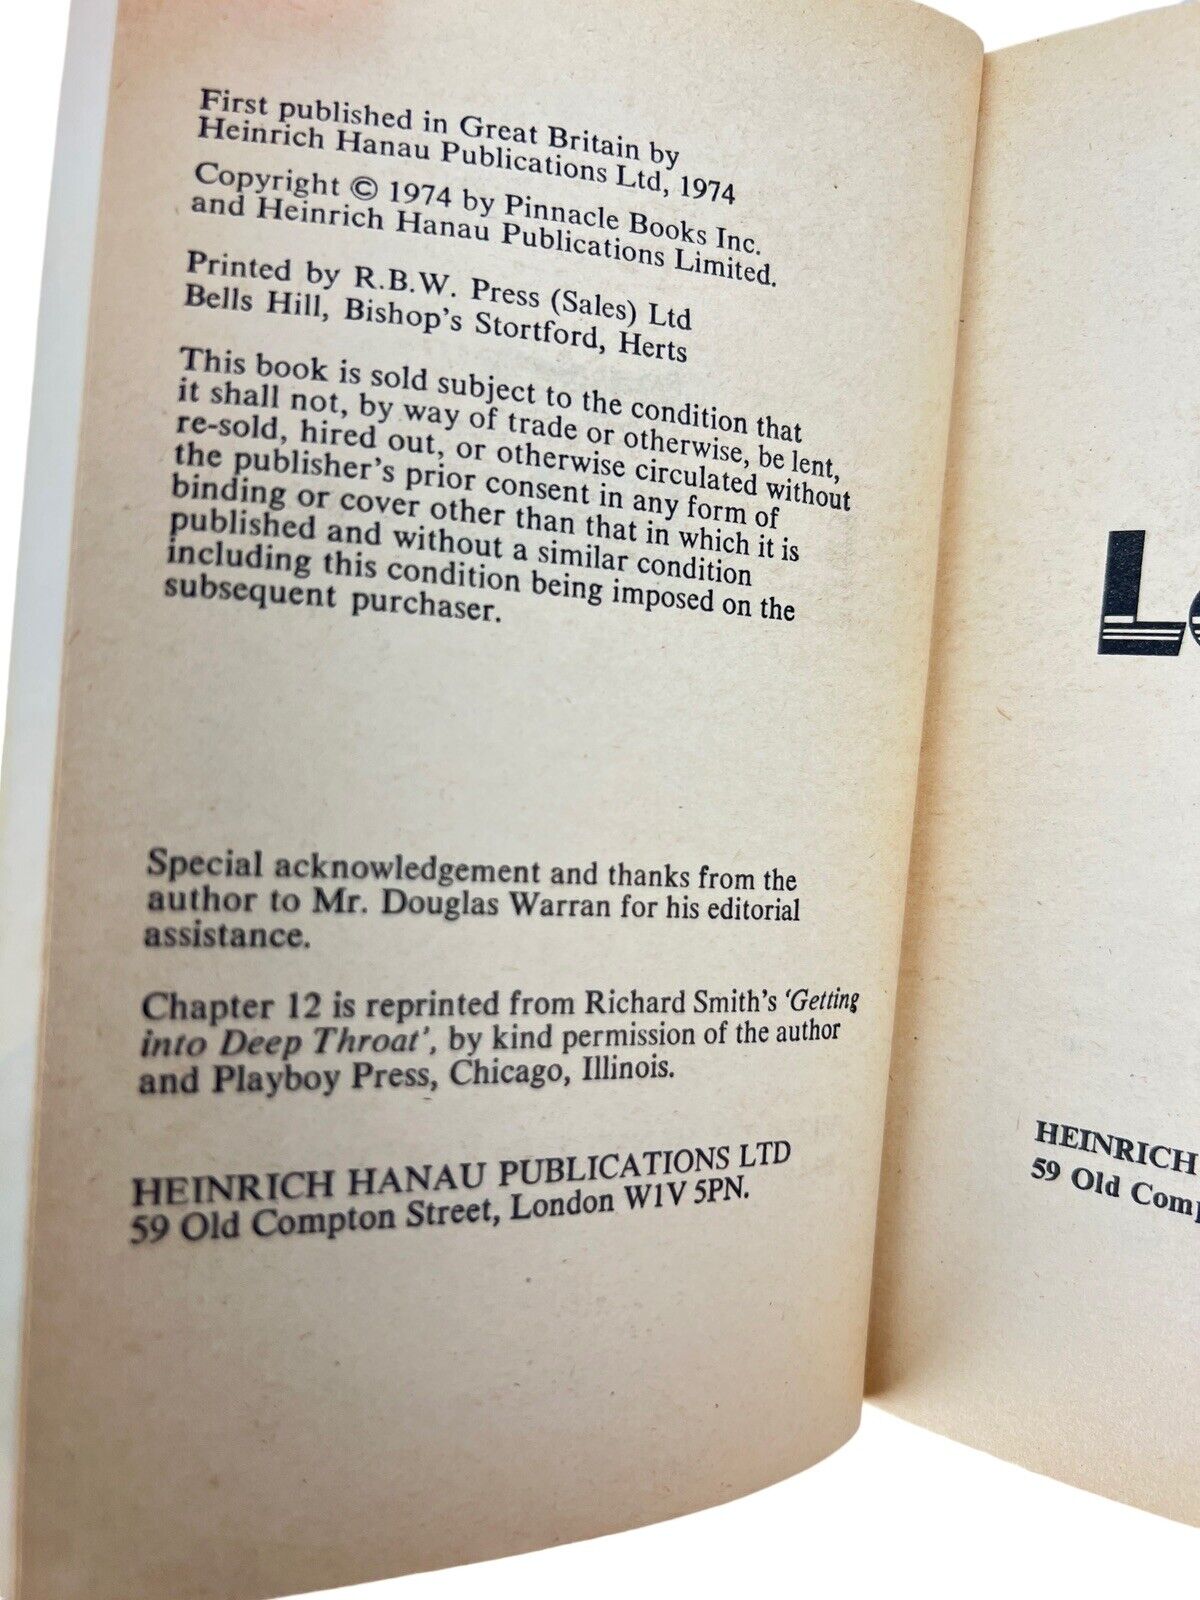 First published in Great Britain by
Heinrich Hanau Publications Ltd, 1974
Copyright © 1974 by Pinnacle Books Inc.
and Heinrich Hanau Publications Limited.
Printed by R.B.W. Press (Sales) Ltd
Bells Hill, Bishop's Stortford, Herts
This book is sold subject to the condition that
it shall not, by way of trade or otherwise, be lent,
re-sold, hired out, or otherwise circulated without
the publisher's prior consent in any form of
binding or cover other than that in which it is
published and without a similar condition
including this condition being imposed on the
subsequent purchaser.
Special acknowledgement and thanks from the
author to Mr. Douglas Warran for his editorial
assistance.
Chapter 12 is reprinted from Richard Smith's 'Getting
into Deep Throat', by kind permission of the author
and Playboy Press, Chicago, Illinois.
HEINRICH HANAU PUBLICATIONS LTD
59 Old Compton Street, London W1V 5PN.
HEINRICH
59 Old